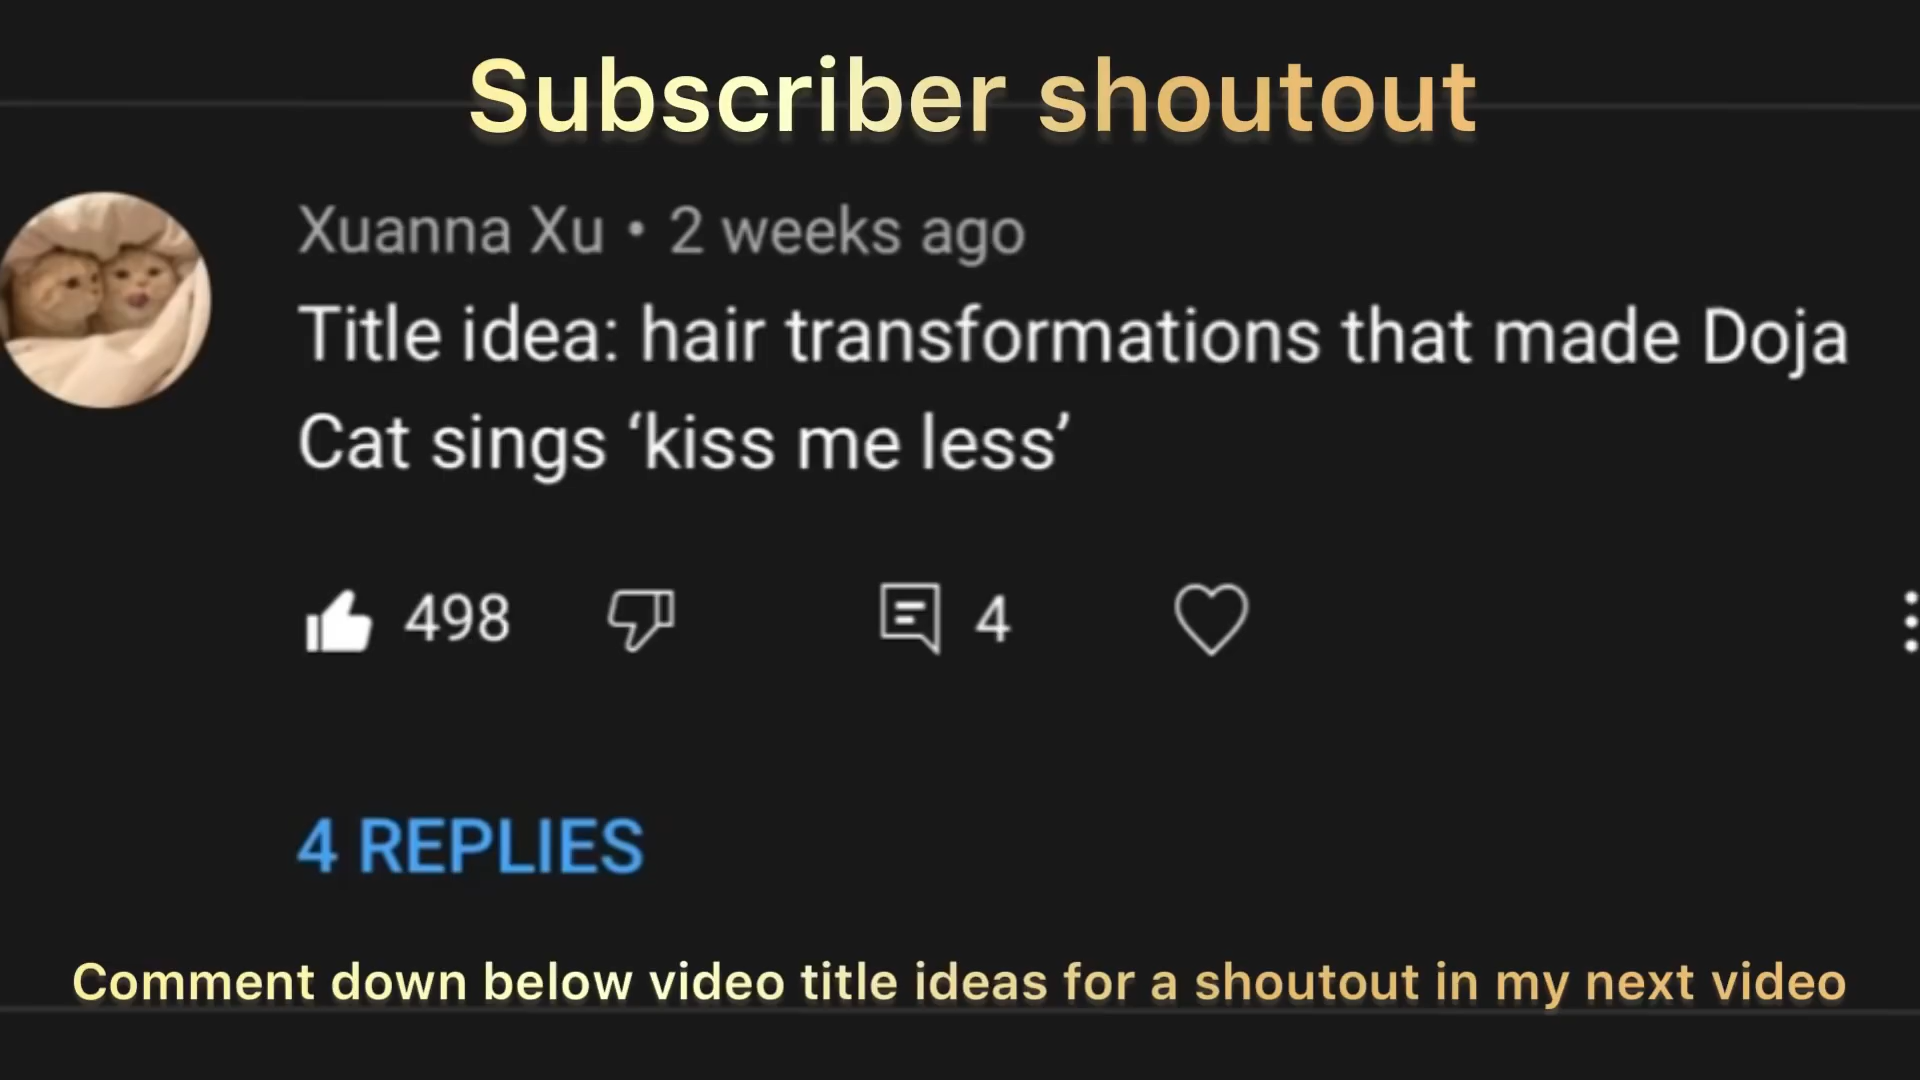 Subscriber shoutout
Xuanna Xu • 2 weeks ago
Title idea: hair transformations that made Doja
Cat sings ‘kiss me less’
498 4
4 REPLIES
Comment down below video title ideas for a shoutout in my next video